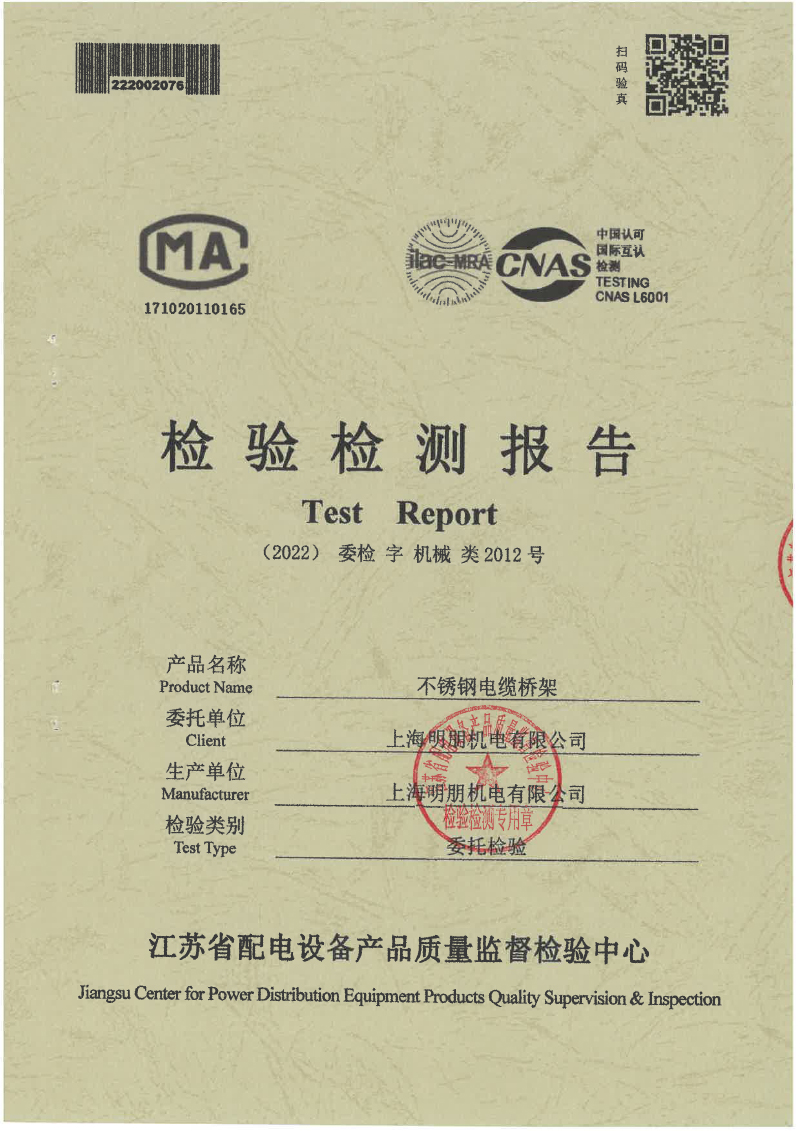 222002076
扫码验真
MA
171020110165
ilac-MRA
CNAS
中国认可
国际互认
检测
TESTING
CNAS L6001
检验检测报告
Test Report
（2022） 委检 字 机械 类2012号
产品名称
Product Name
不锈钢电缆桥架
委托单位
Client
上海明朋机电有限公司
生产单位
Manufacturer
上海明朋机电有限公司
检验检测专用章
检验类别
Test Type
委托检验
江苏省配电设备产品质量监督检验中心
Jiangsu Center for Power Distribution Equipment Products Quality Supervision & Inspection